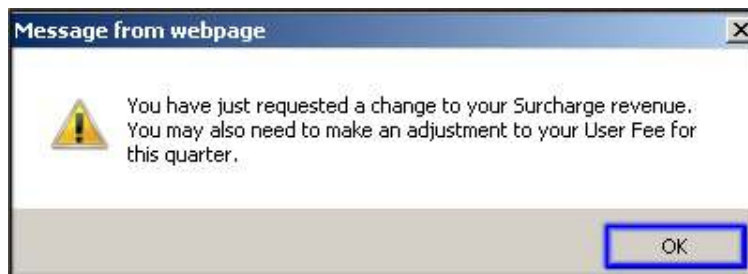 Message from webpage
You have just requested a change to your Surcharge revenue.
You may also need to make an adjustment to your User Fee for
this quarter.
OK